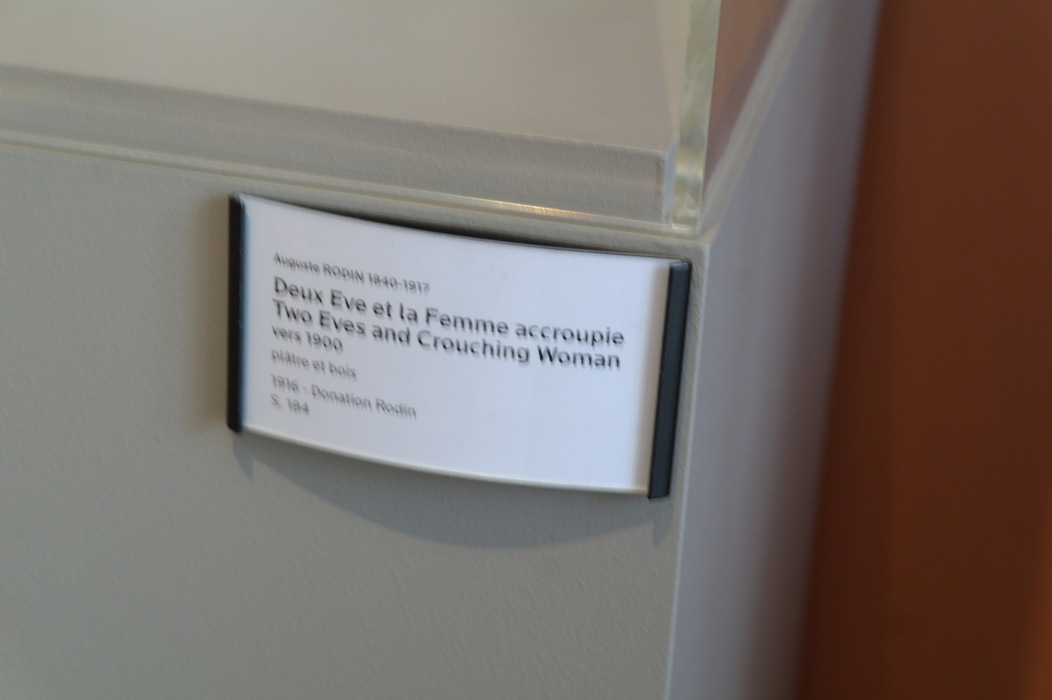 Auguste RODIN 1840-1917
Deux Eve et la Femme accroupie
Two Eves and Crouching Woman
vers 1900
plâtre et bois
1916 - Donation Rodin
S. 184